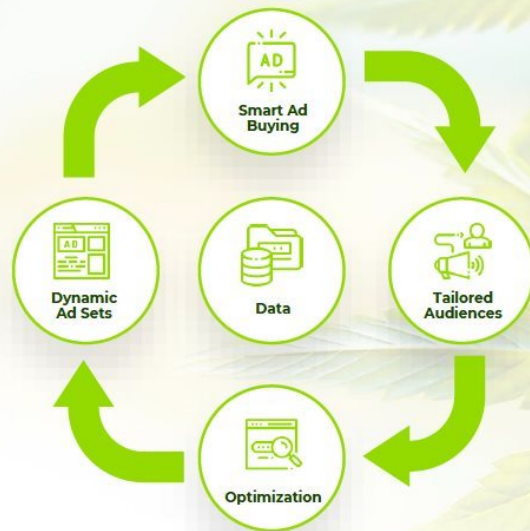 AD
Smart Ad
Buying
AD
Dynamic
Ad Sets
Data
Tailored
Audiences
Optimization